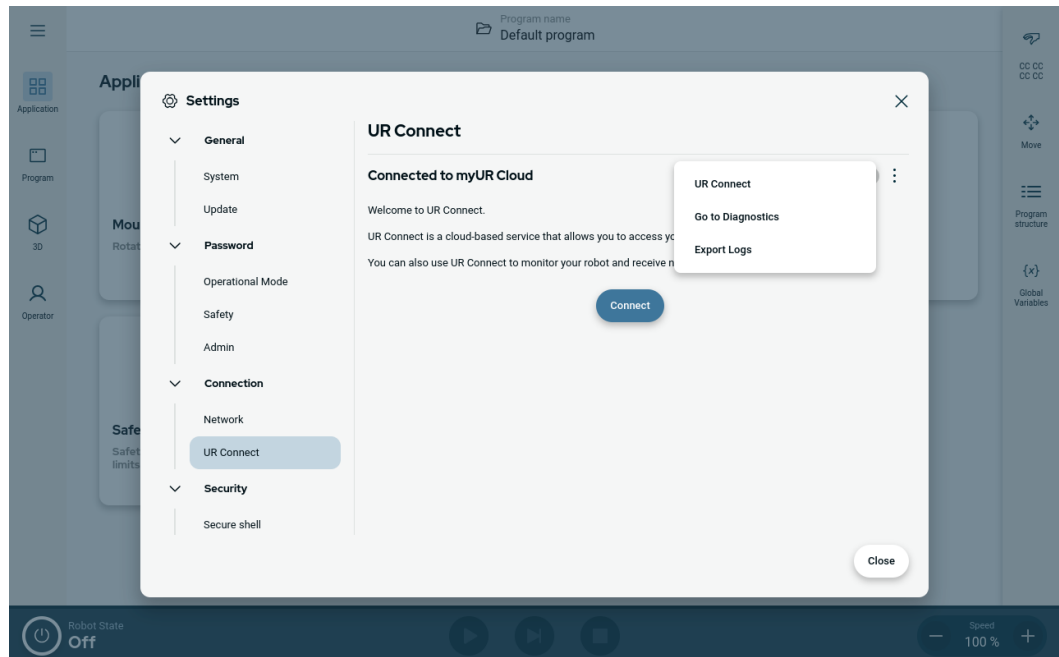 Program name
Default program
Application
Program
3D
Operator
Appli
Mou
Rotat
Safe
Safet
limits
Settings
General
System
Update
Password
Operational Mode
Safety
Admin
Connection
Network
UR Connect
Security
Secure shell
UR Connect
Connected to myUR Cloud
Welcome to UR Connect.
UR Connect is a cloud-based service that allows you to access yo
You can also use UR Connect to monitor your robot and receive n
UR Connect
Go to Diagnostics
Export Logs
Connect
Close
CC CC
CC CC
Move
Program
structure
{x}
Global
Variables
Robot State
Off
Speed
100 %